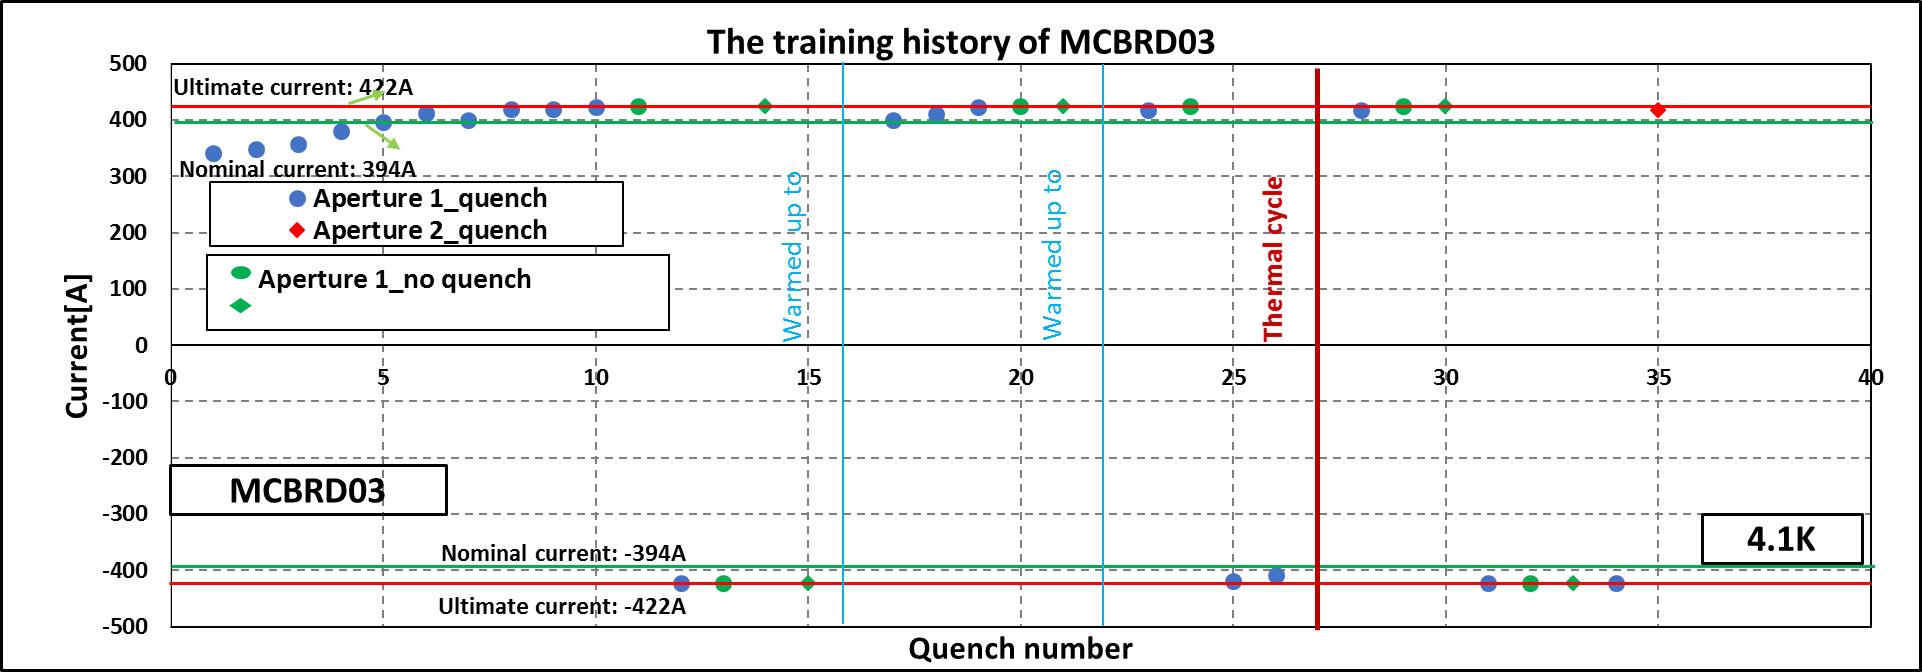 The training history of MCBRD03
500
Ultimate current: 422A
400
Nominal current: 394A
300
Aperture 1_quench
Aperture 2_quench
200
Aperture 1_no quench
100
0
-100
-200
-300
-400
-500
Current[A]
0
5
10
15
20
25
30
35
40
Warmed up to
Warmed up to
Thermal cycle
MCBRD03
4.1K
Nominal current: -394A
Ultimate current: -422A
Quench number